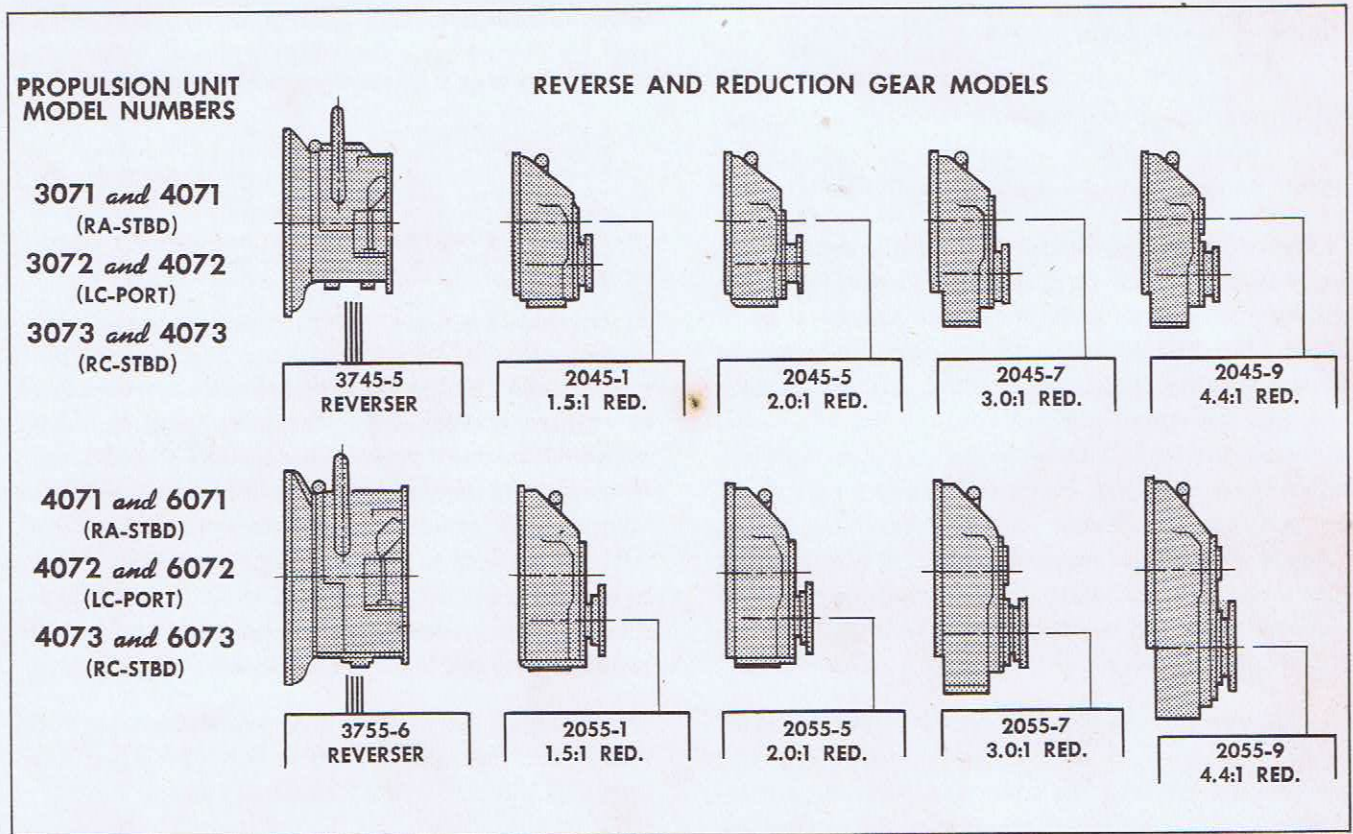 PROPULSION UNIT
MODEL NUMBERS
REVERSE AND REDUCTION GEAR MODELS
3071 and 4071
(RA-STBD)
3072 and 4072
(LC-PORT)
3073 and 4073
(RC-STBD)
3745-5
REVERSER
2045-1
1.5:1 RED.
2045-5
2.0:1 RED.
2045-7
3.0:1 RED.
2045-9
4.4:1 RED.
4071 and 6071
(RA-STBD)
4072 and 6072
(LC-PORT)
4073 and 6073
(RC-STBD)
3755-6
REVERSER
2055-1
1.5:1 RED.
2055-5
2.0:1 RED.
2055-7
3.0:1 RED.
2055-9
4.4:1 RED.